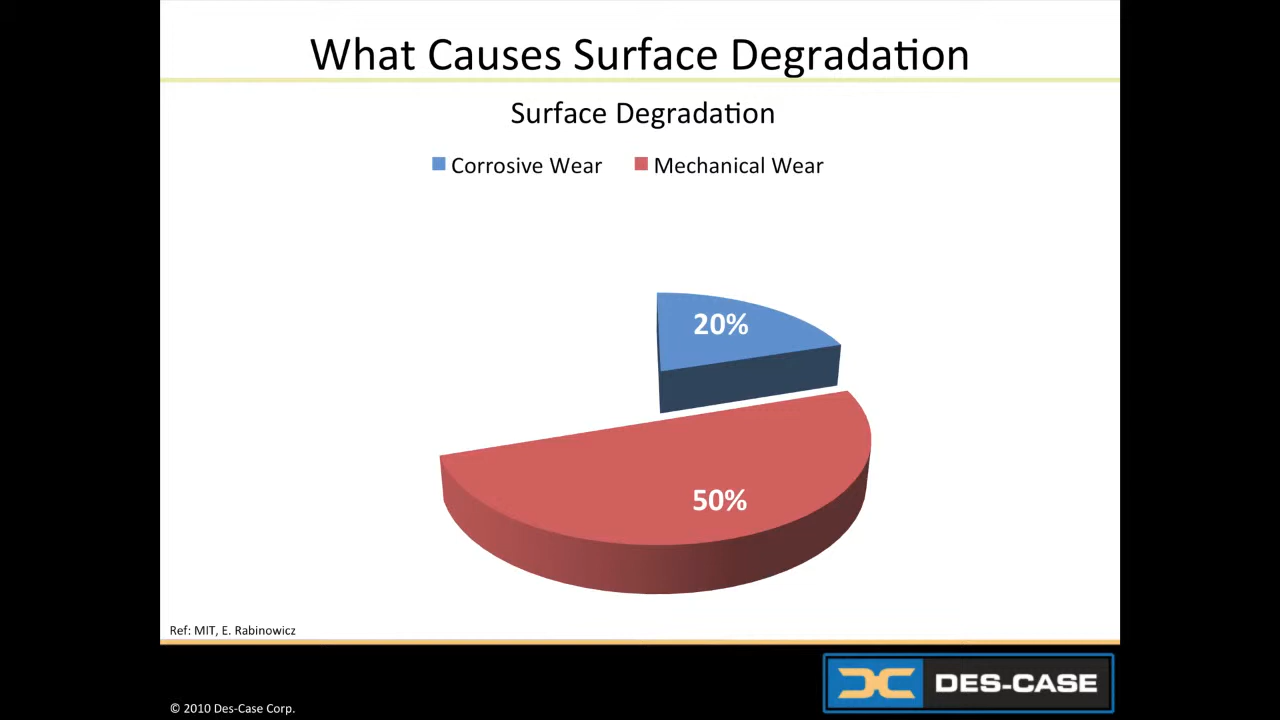 What Causes Surface Degradation
Surface Degradation
Corrosive Wear Mechanical Wear
20%
50%
Ref: MIT, E. Rabinowicz
DES-CASE
© 2010 Des-Case Corp.